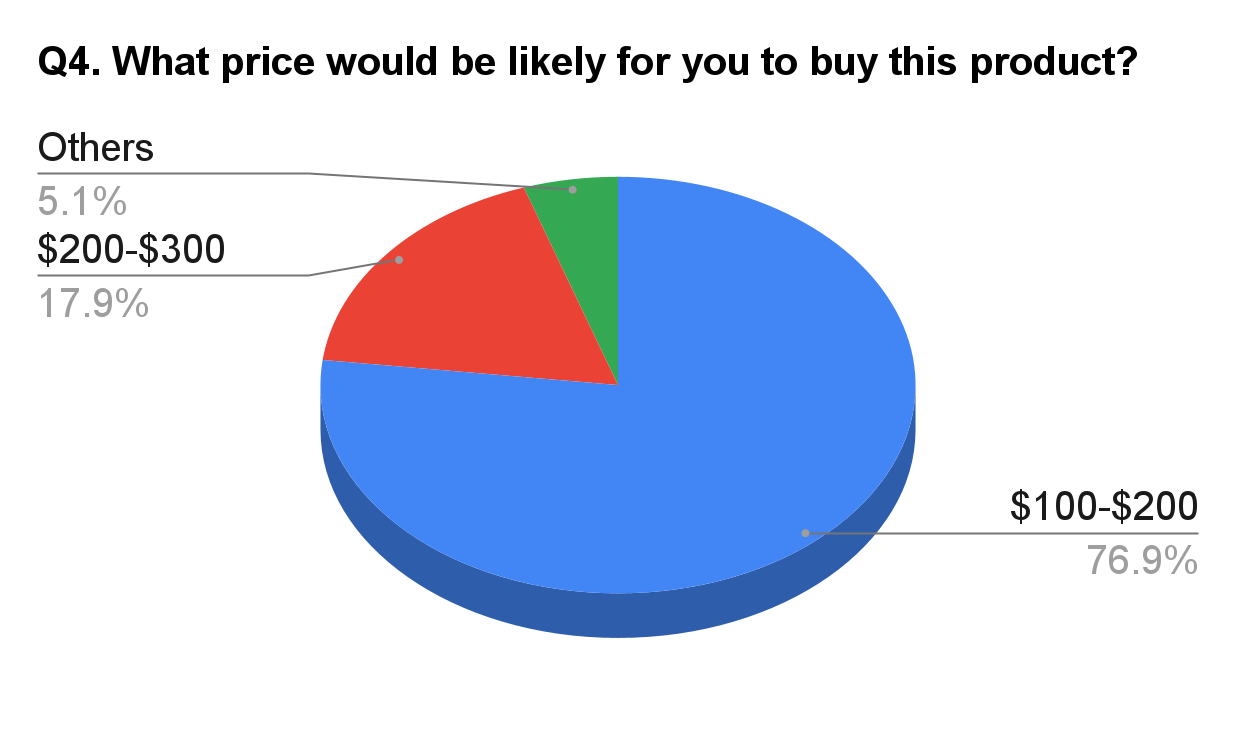 Q4. What price would be likely for you to buy this product?
Others
5.1%
$200-$300
17.9%
$100-$200
76.9%